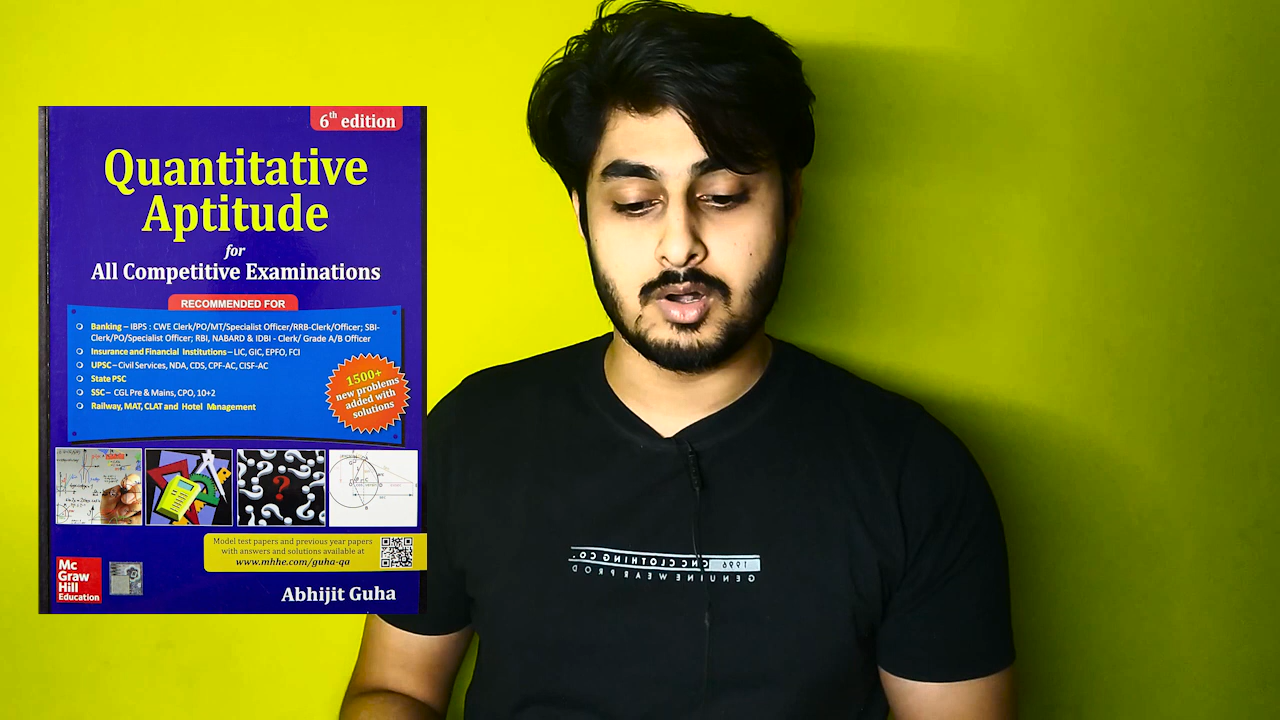 6th edition
Quantitative
Aptitude
for
All Competitive Examinations
RECOMMENDED FOR
Banking – IBPS : CWE Clerk/PO/MT/Specialist Officer/RRB-Clerk/Officer; SBI-
Clerk/PO/Specialist Officer; RBI, NABARD & IDBI - Clerk/ Grade A/B Officer
Insurance and Financial Institutions – LIC, GIC, EPFO, FCI
UPSC – Civil Services, NDA, CDS, CPF-AC, CISF-AC
State PSC
SSC – CGL Pre & Mains, CPO, 10+2
Railway, MAT, CLAT and Hotel Management
1500+
new problems
added with
solutions
Model test papers and previous year papers
with answers and solutions available at
www.mhhe.com/guha-qa
Mc
Graw
Hill
Education
Abhijit Guha
CNC CLOTHING CO. 1996
GENUINE WEAR PROD